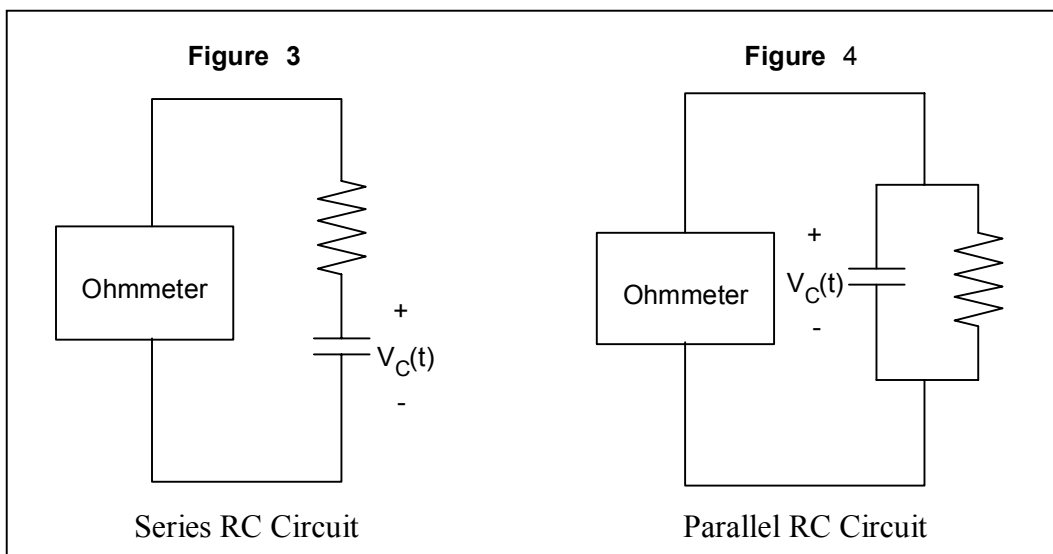 Figure 3
Ohmmeter
+
V_C(t)
-
Series RC Circuit
Figure 4
Ohmmeter
+
V_C(t)
-
Parallel RC Circuit